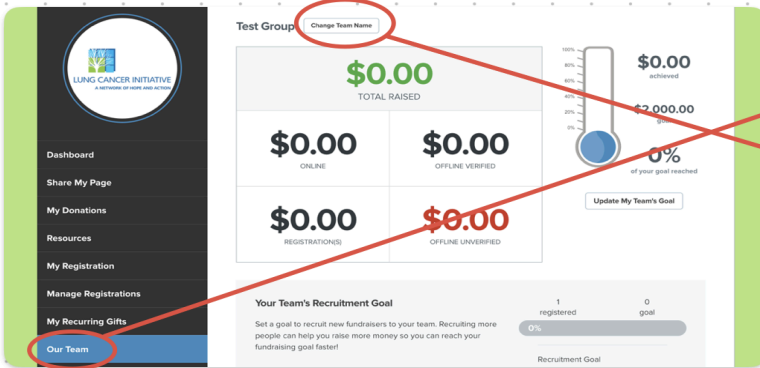 LUNG CANCER INITIATIVE
A NETWORK OF HOPE AND ACTION
Dashboard
Share My Page
My Donations
Resources
My Registration
Manage Registrations
My Recurring Gifts
Our Team
Test Group
Change Team Name
$0.00
TOTAL RAISED
$0.00
ONLINE
$0.00
OFFLINE VERIFIED
$0.00
REGISTRATION(S)
$0.00
OFFLINE UNVERIFIED
100%
80%
60%
40%
20%
0%
$0.00
achieved
$2,000.00
goal
0%
of your goal reached
Update My Team's Goal
Your Team's Recruitment Goal
Set a goal to recruit new fundraisers to your team. Recruiting more
people can help you raise more money so you can reach your
fundraising goal faster!
1
registered
0
goal
0%
Recruitment Goal